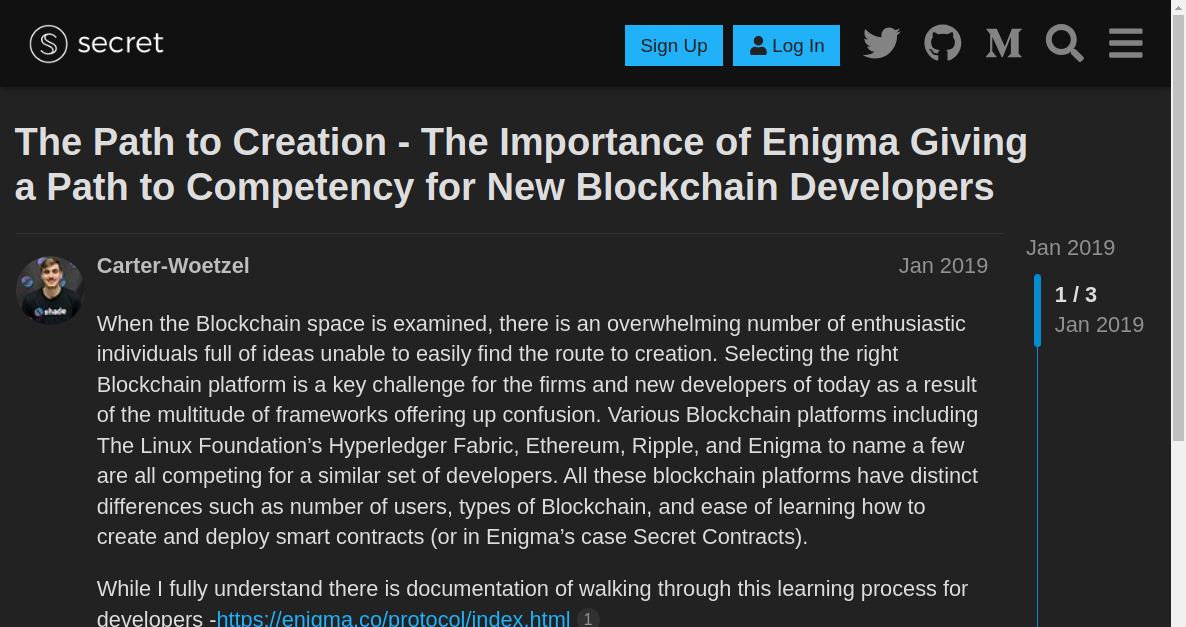 secret
Sign Up
Log In
The Path to Creation - The Importance of Enigma Giving
a Path to Competency for New Blockchain Developers
Carter-Woetzel
Jan 2019
Jan 2019
1 / 3
Jan 2019
shade
When the Blockchain space is examined, there is an overwhelming number of enthusiastic
individuals full of ideas unable to easily find the route to creation. Selecting the right
Blockchain platform is a key challenge for the firms and new developers of today as a result
of the multitude of frameworks offering up confusion. Various Blockchain platforms including
The Linux Foundation’s Hyperledger Fabric, Ethereum, Ripple, and Enigma to name a few
are all competing for a similar set of developers. All these blockchain platforms have distinct
differences such as number of users, types of Blockchain, and ease of learning how to
create and deploy smart contracts (or in Enigma’s case Secret Contracts).
While I fully understand there is documentation of walking through this learning process for
developers -https://enigma.co/protocol/index.html 1